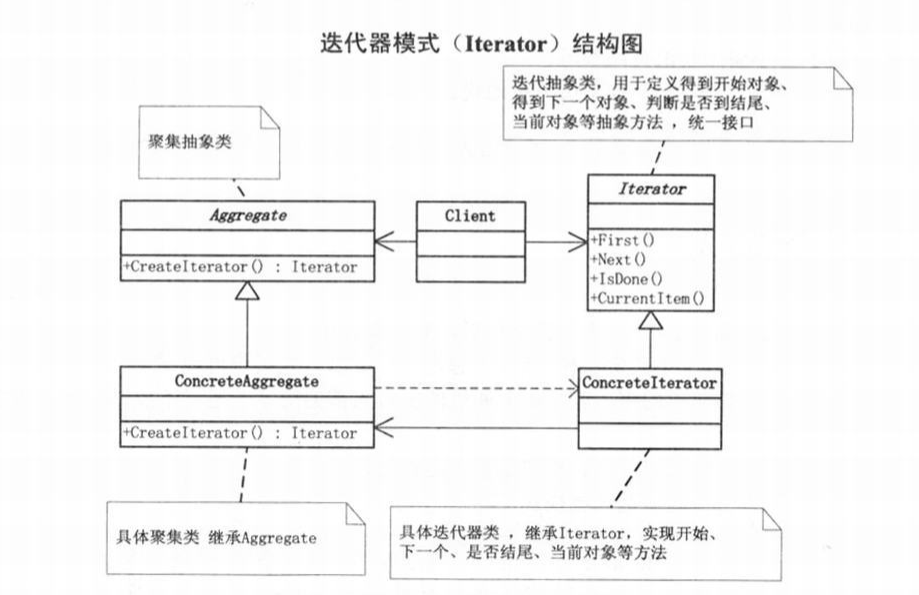 迭代器模式（Iterator）结构图
迭代抽象类，用于定义得到开始对象、
得到下一个对象、判断是否到结尾、
当前对象等抽象方法 ，统一接口
聚集抽象类
Aggregate
+CreateIterator() : Iterator
Client
Iterator
+First()
+Next()
+IsDone()
+CurrentItem()
ConcreteAggregate
+CreateIterator() : Iterator
ConcreteIterator
具体聚集类 继承Aggregate
具体迭代器类 ，继承Iterator，实现开始、
下一个、是否结尾、当前对象等方法